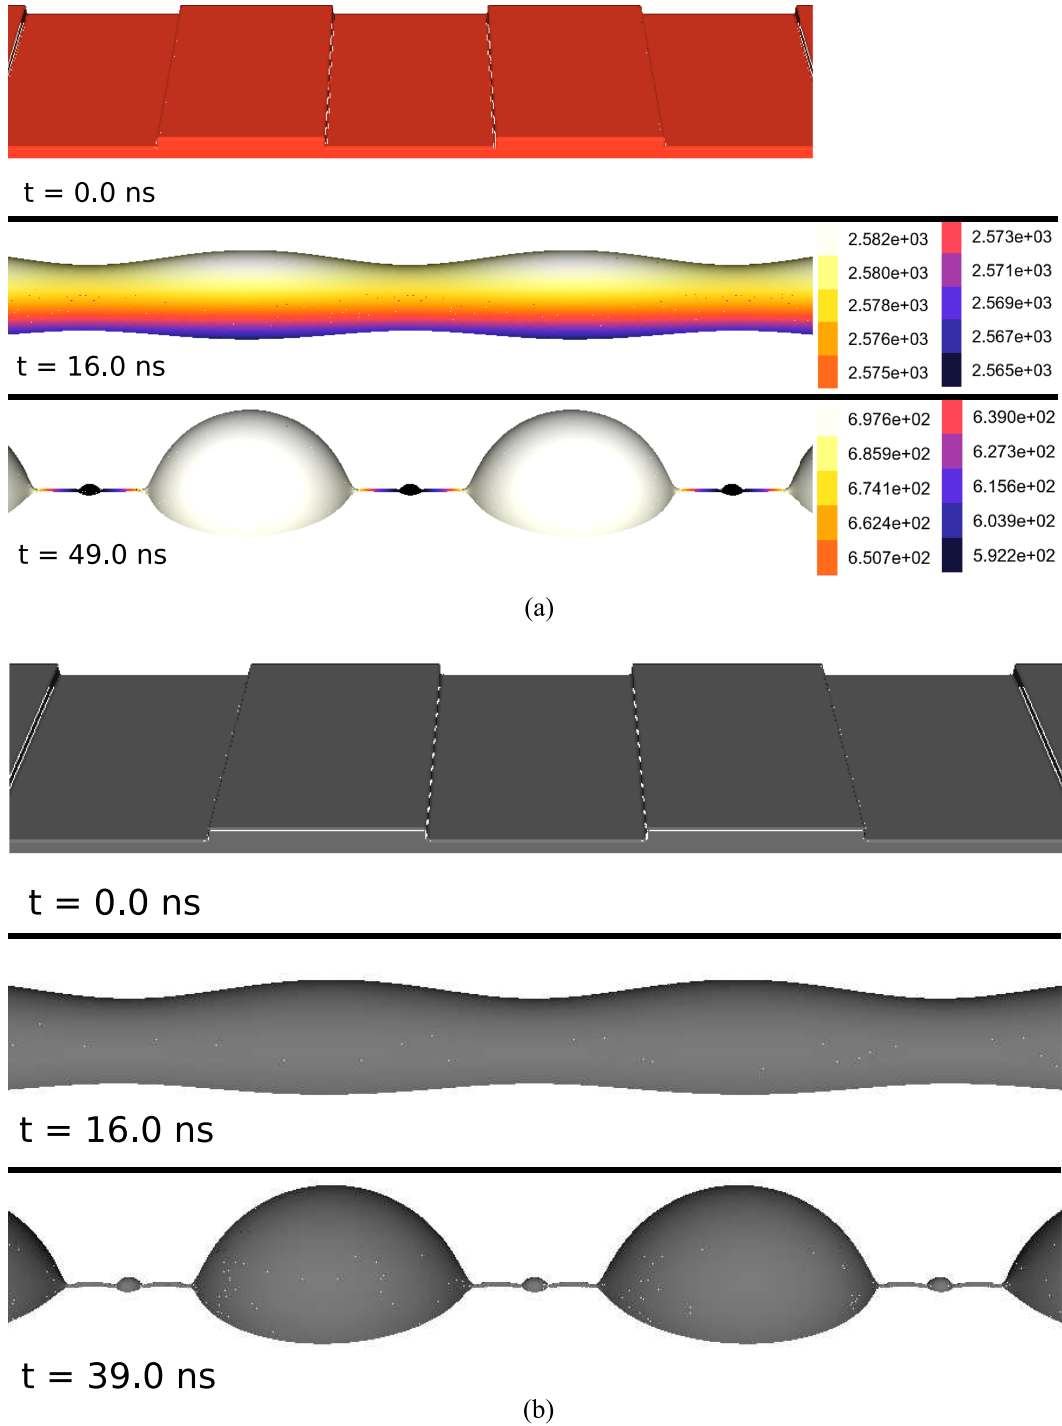 t = 0.0 ns
2.582e+03 2.573e+03
2.580e+03 2.571e+03
2.578e+03 2.569e+03
2.576e+03 2.567e+03
2.575e+03 2.565e+03
t = 16.0 ns
6.976e+02 6.390e+02
6.859e+02 6.273e+02
6.741e+02 6.156e+02
6.624e+02 6.039e+02
6.507e+02 5.922e+02
t = 49.0 ns
(a)
t = 0.0 ns
t = 16.0 ns
t = 39.0 ns
(b)